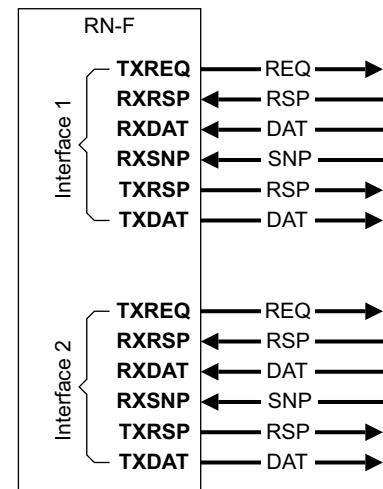 RN-F
Interface 1
TXREQ REQ
RXRSP RSP
RXDAT DAT
RXSNP SNP
TXRSP RSP
TXDAT DAT
Interface 2
TXREQ REQ
RXRSP RSP
RXDAT DAT
RXSNP SNP
TXRSP RSP
TXDAT DAT